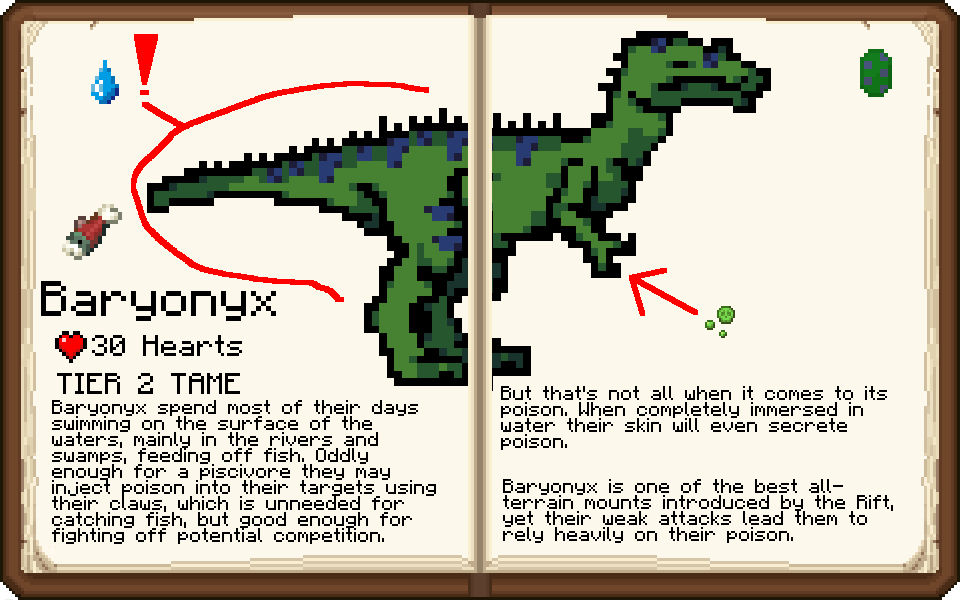 Baryonyx
30 Hearts
TIER 2 TAME
Baryonyx spend most of their days
swimming on the surface of the
waters, mainly in the rivers and
swamps, feeding off fish. Oddly
enough for a piscivore they may
inject poison into their targets using
their claws, which is unneeded for
catching fish, but good enough for
fighting off potential competition.
But that's not all when it comes to its
poison. When completely immersed in
water their skin will even secrete
poison.
Baryonyx is one of the best all-
terrain mounts introduced by the Rift,
yet their weak attacks lead them to
rely heavily on their poison.